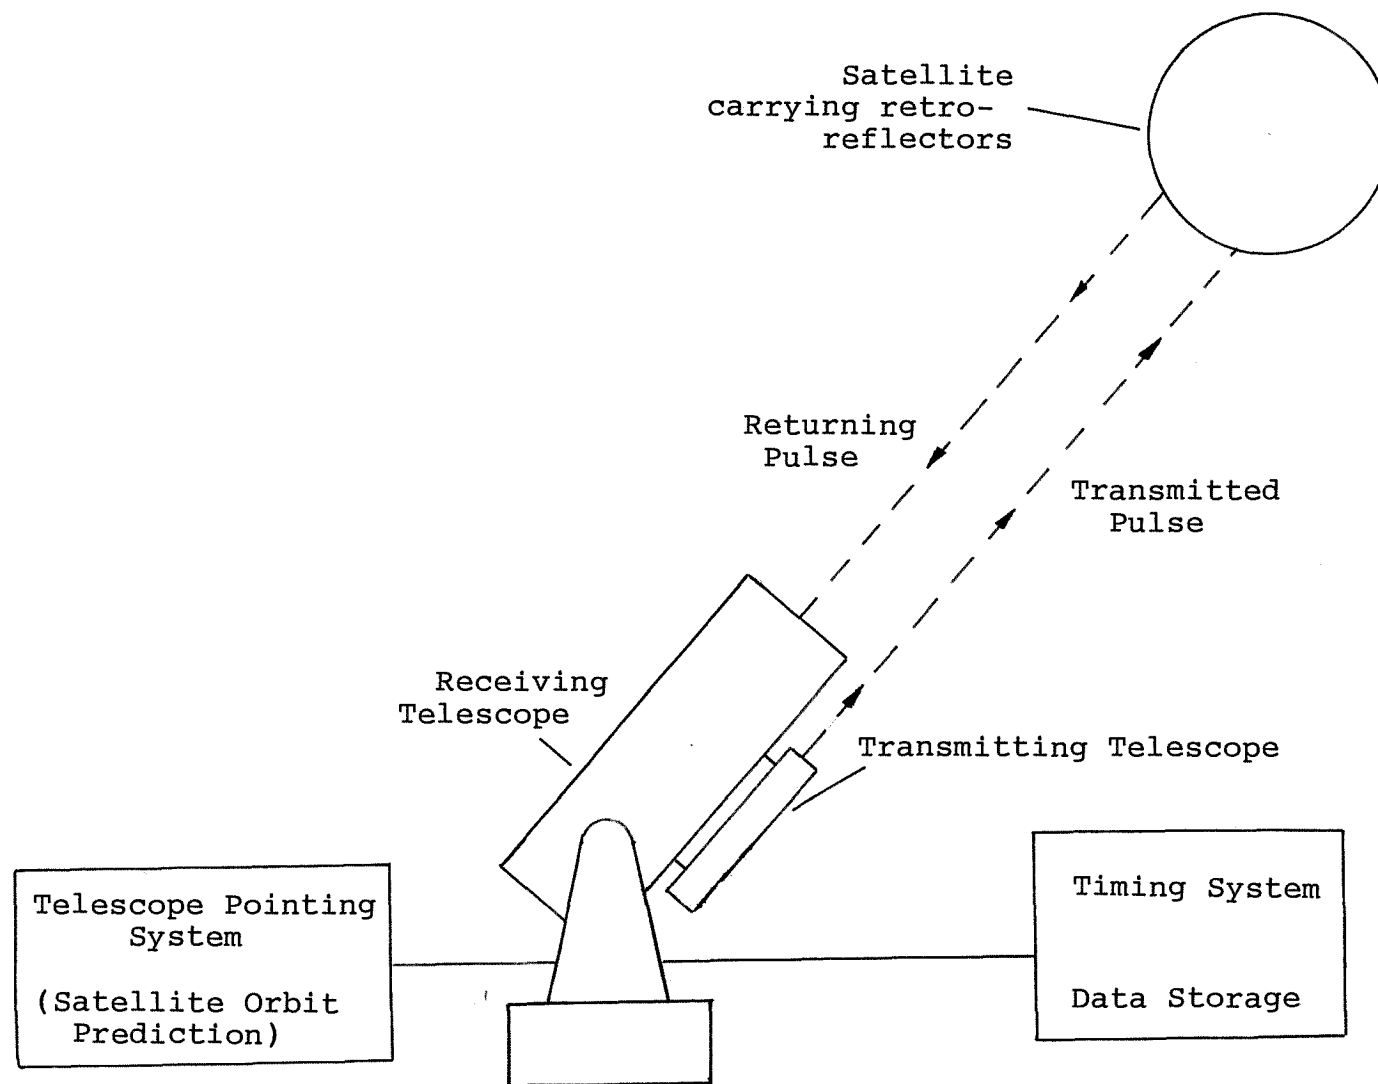 Satellite
carrying retro-
reflectors
Returning
Pulse
Transmitted
Pulse
Receiving
Telescope
Transmitting Telescope
Telescope Pointing
System
(Satellite Orbit
Prediction)
Timing System
Data Storage